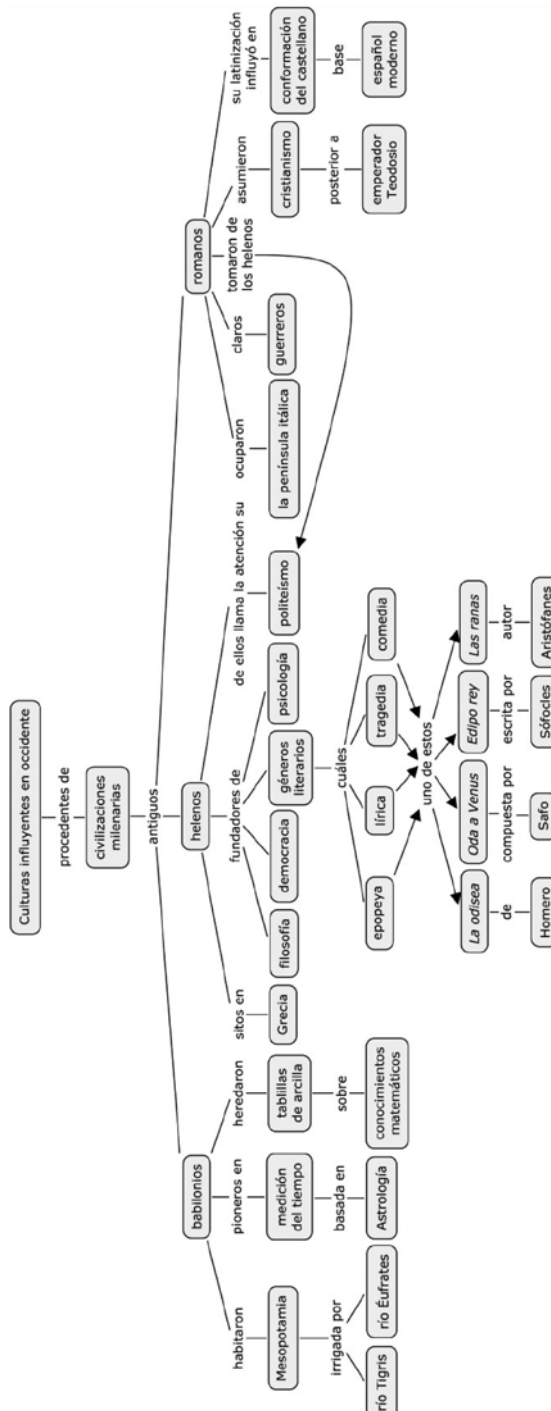 Culturas influyentes en occidente
procedentes de
civilizaciones
milenarias
antiguos
babilonios
helenos
romanos
habitaron
pioneros en
heredaron
sitos en
fundadores de
de ellos llama la atención su
ocuparon
claros
tomaron de
los helenos
asumieron
su latinización
influyó en
Mesopotamia
medición
del tiempo
tablillas
de arcilla
Grecia
filosofía
democracia
géneros
literarios
psicología
politeísmo
la península itálica
guerreros
cristianismo
conformación
del castellano
irrigada por
basada en
sobre
cuáles
posterior a
base
río Tigris
río Éufrates
Astrología
conocimientos
matemáticos
epopeya
lírica
tragedia
comedia
emperador
Teodosio
español
moderno
uno de estos
La odisea
Oda a Venus
Edipo rey
Las ranas
de
compuesta por
escrita por
autor
Homero
Safo
Sófocles
Aristófanes